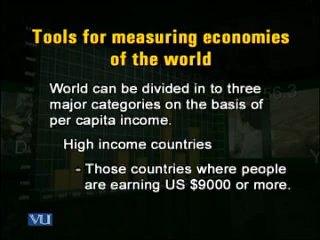 Tools for measuring economies
of the world
World can be divided in to three
major categories on the basis of
per capita income.
High income countries
- Those countries where people
are earning US $9000 or more.
VU